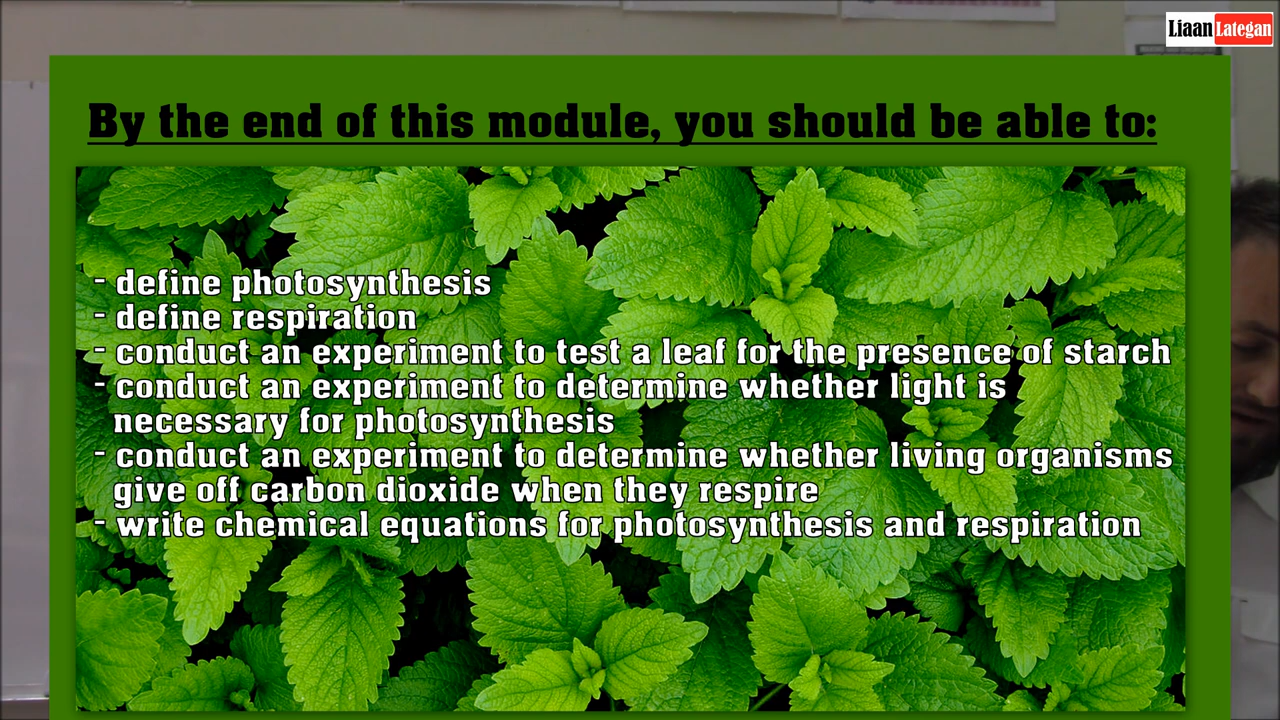 Liaan Lategan
By the end of this module, you should be able to:
- define photosynthesis
- define respiration
- conduct an experiment to test a leaf for the presence of starch
- conduct an experiment to determine whether light is
necessary for photosynthesis
- conduct an experiment to determine whether living organisms
give off carbon dioxide when they respire
- write chemical equations for photosynthesis and respiration